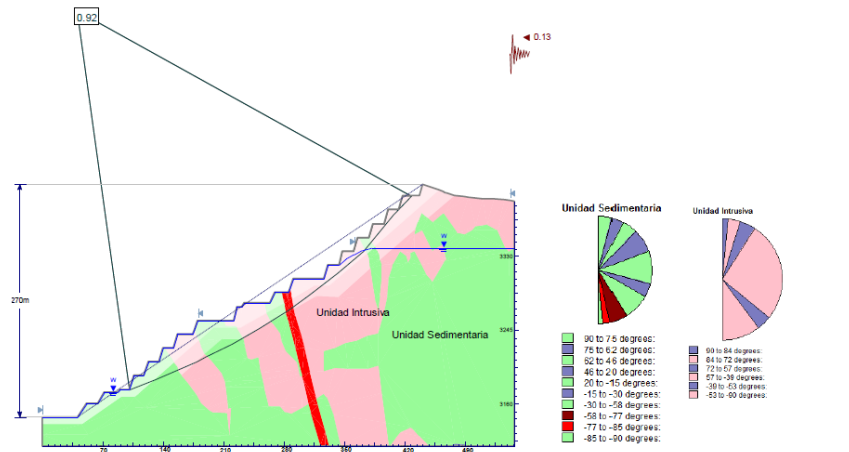 0.92
0.13
270m
W
W
3330
3245
3160
70
140
210
280
350
420
490
Unidad Intrusiva
Unidad Sedimentaria
Unidad Sedimentaria
90 to 75 degrees:
75 to 62 degrees:
62 to 46 degrees:
46 to 20 degrees:
20 to -15 degrees:
-15 to -30 degrees:
-30 to -58 degrees:
-58 to -77 degrees:
-77 to -85 degrees:
-85 to -90 degrees:
Unidad Intrusiva
90 to 84 degrees:
84 to 72 degrees:
72 to 57 degrees:
57 to -39 degrees:
-39 to -53 degrees:
-53 to -90 degrees: